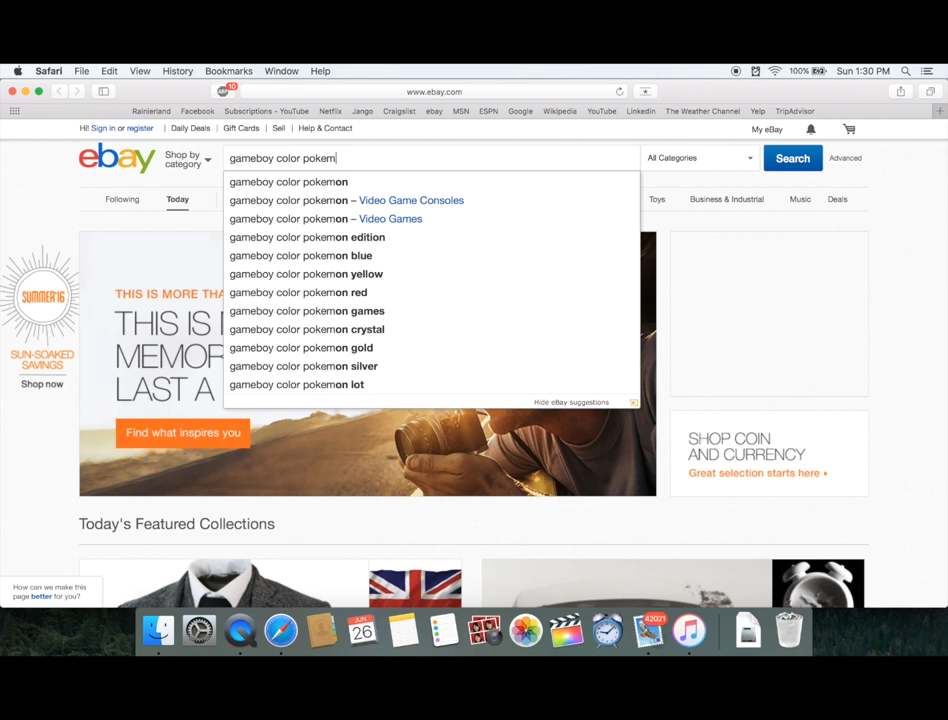 Safari File Edit View History Bookmarks Window Help 100% Sun 1:30 PM
10 www.ebay.com
Rainierland Facebook Subscriptions - YouTube Netflix Jango Craigslist ebay MSN ESPN Google Wikipedia YouTube LinkedIn The Weather Channel Yelp TripAdvisor
Hi! Sign in or register Daily Deals Gift Cards Sell Help & Contact My eBay
ebay Shop by category gameboy color pokem All Categories Search Advanced
Following Today Toys Business & Industrial Music Deals
gameboy color pokemon
gameboy color pokemon – Video Game Consoles
gameboy color pokemon – Video Games
gameboy color pokemon edition
gameboy color pokemon blue
gameboy color pokemon yellow
gameboy color pokemon red
gameboy color pokemon games
gameboy color pokemon crystal
gameboy color pokemon gold
gameboy color pokemon silver
gameboy color pokemon lot
Hide eBay suggestions
SUMMER'16
SUN-SOAKED
SAVINGS
Shop now
THIS IS MORE THA
THIS IS
MEMOR
LAST A
Find what inspires you
SHOP COIN
AND CURRENCY
Great selection starts here
Today's Featured Collections
How can we make this
page better for you?
JUN
26
42021